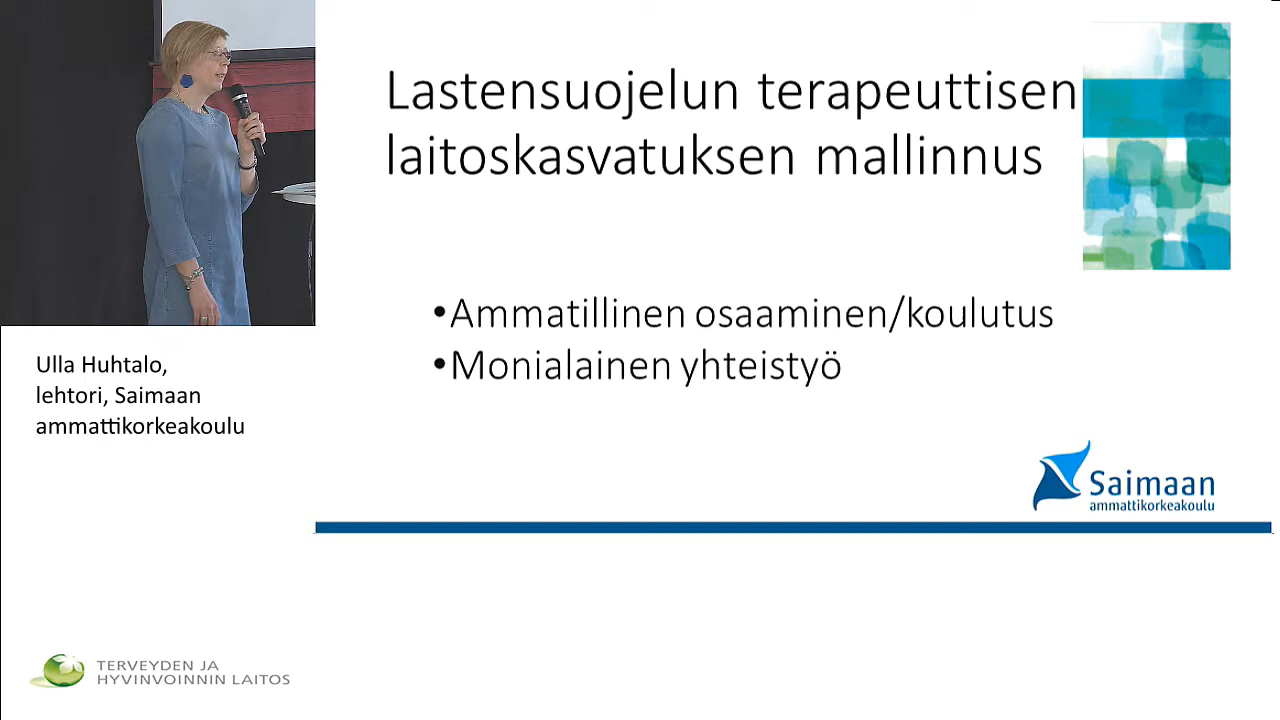 Lastensuojelun terapeuttisen
laitoskasvatuksen mallinnus
•Ammatillinen osaaminen/koulutus
•Monialainen yhteistyö
Ulla Huhtalo,
lehtori, Saimaan
ammattikorkeakoulu
Saimaan
ammattikorkeakoulu
TERVEYDEN JA
HYVINVOINNIN LAITOS